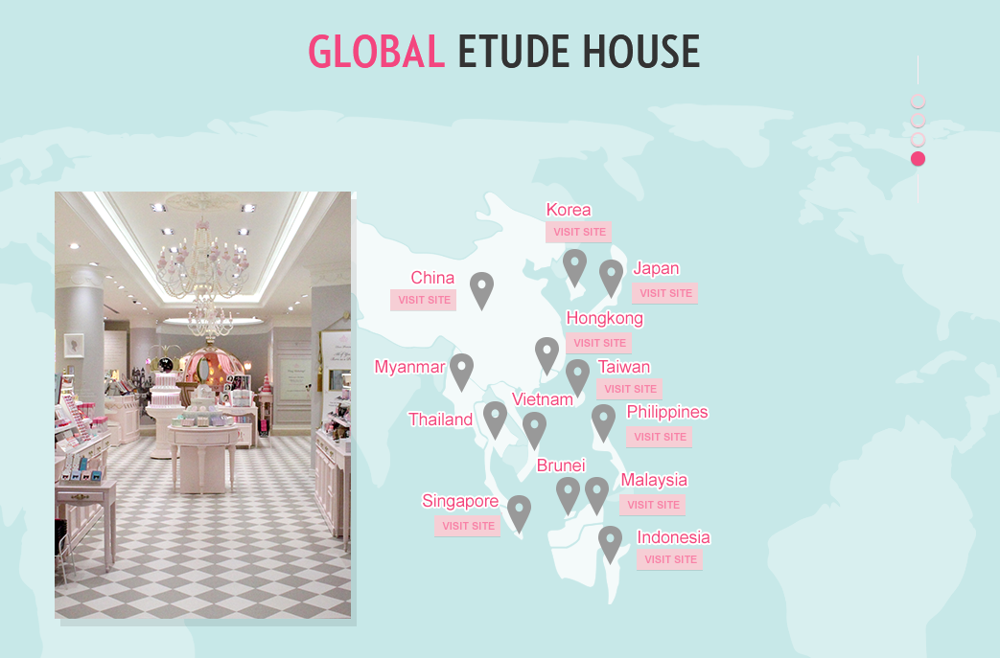 GLOBAL ETUDE HOUSE
Korea
VISIT SITE
China
VISIT SITE
Japan
VISIT SITE
Hongkong
VISIT SITE
Myanmar
Taiwan
VISIT SITE
Vietnam
Thailand
Philippines
VISIT SITE
Brunei
Malaysia
VISIT SITE
Singapore
VISIT SITE
Indonesia
VISIT SITE